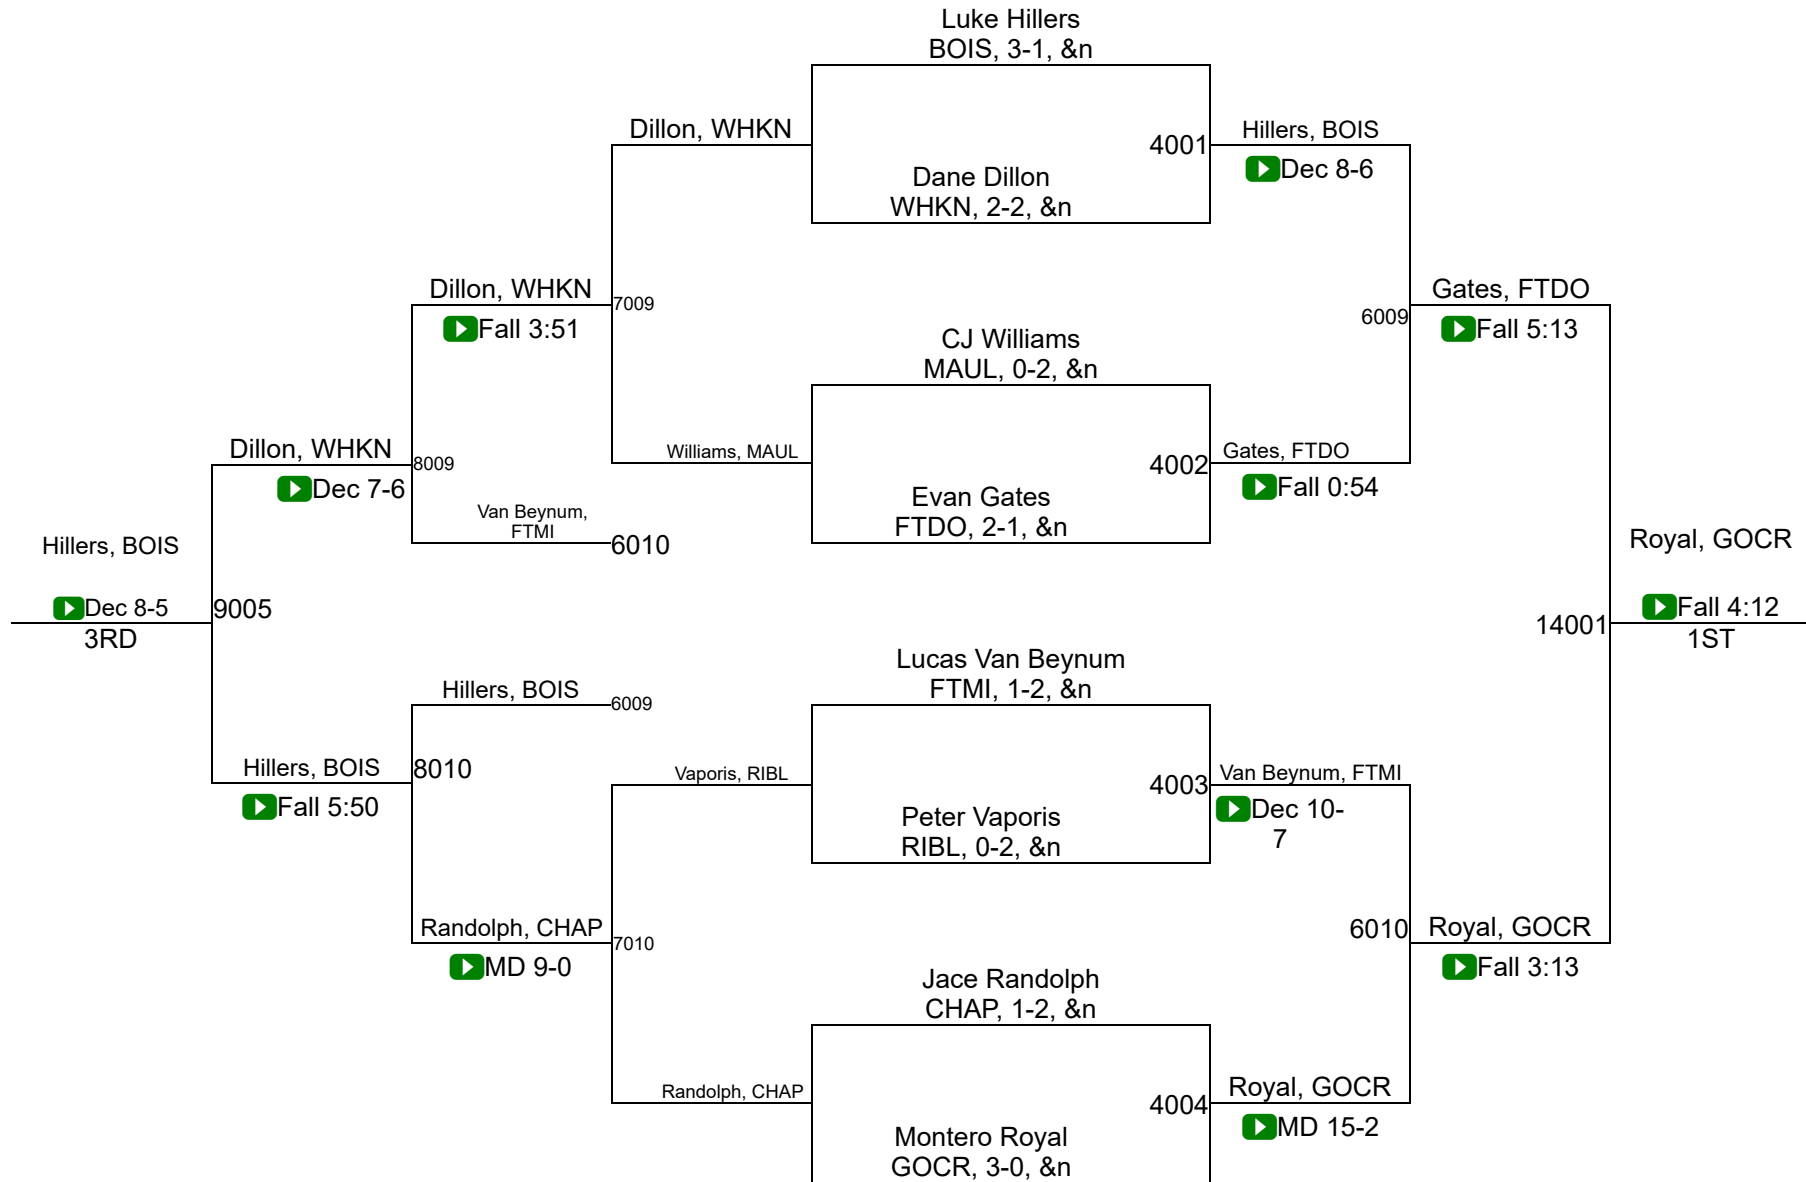 Luke Hillers
BOIS, 3-1, &n
Dillon, WHKN
4001
Hillers, BOIS
Dec 8-6
Dane Dillon
WHKN, 2-2, &n
Dillon, WHKN
7009
Fall 3:51
6009
Gates, FTDO
Fall 5:13
CJ Williams
MAUL, 0-2, &n
Dillon, WHKN
8009
Dec 7-6
Williams, MAUL
4002
Gates, FTDO
Fall 0:54
Evan Gates
FTDO, 2-1, &n
Van Beynum,
FTMI
6010
Hillers, BOIS
Dec 8-5
3RD
9005
Royal, GOCR
14001
Fall 4:12
1ST
Lucas Van Beynum
FTMI, 1-2, &n
Hillers, BOIS
6009
Hillers, BOIS
8010
Fall 5:50
Vaporis, RIBL
4003
Van Beynum, FTMI
Dec 10-
7
Peter Vaporis
RIBL, 0-2, &n
Randolph, CHAP
7010
MD 9-0
6010
Royal, GOCR
Fall 3:13
Jace Randolph
CHAP, 1-2, &n
Randolph, CHAP
4004
Royal, GOCR
MD 15-2
Montero Royal
GOCR, 3-0, &n